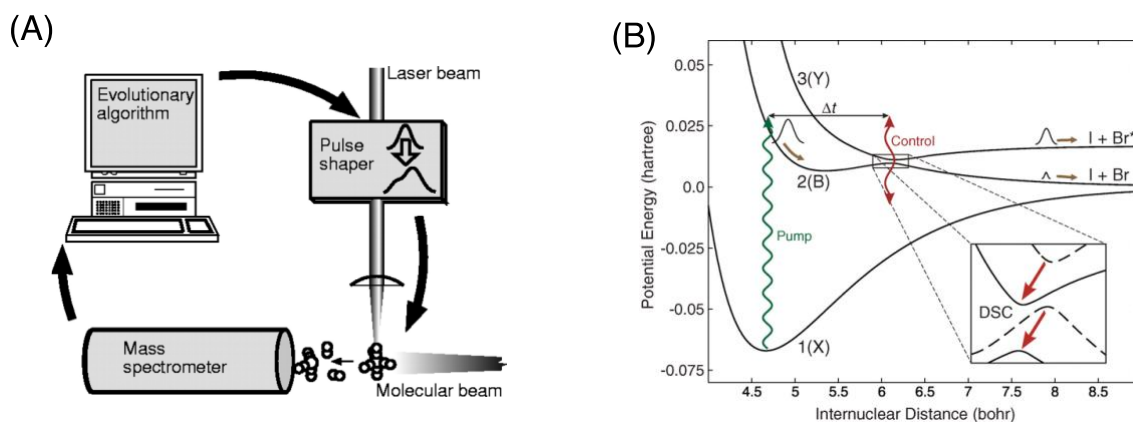 (A)
Laser beam
Evolutionary
algorithm
Pulse
shaper
Mass
spectrometer
Molecular beam
(B)
Potential Energy (hartree)
0.05
0.025
0.0
-0.025
-0.05
-0.075
3(Y)
Δt
Control
I + Br*
2(B)
I + Br
Pump
DSC
1(X)
4.5 5 5.5 6 6.5 7 7.5 8 8.5
Internuclear Distance (bohr)